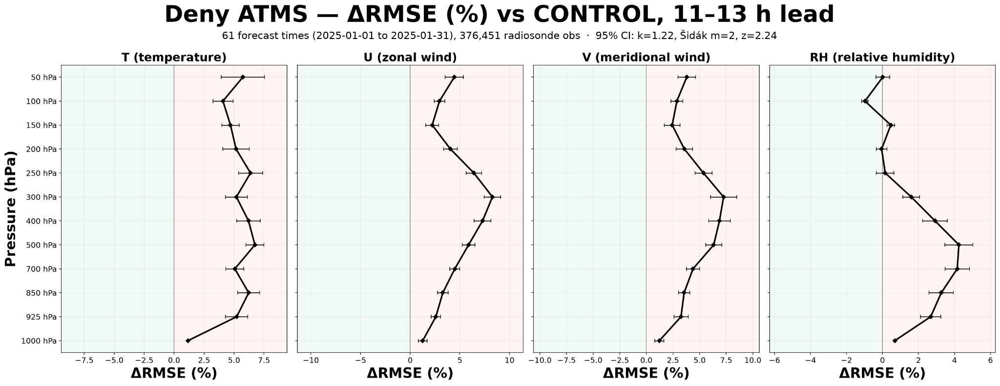 Deny ATMS — ΔRMSE (%) vs CONTROL, 11–13 h lead
61 forecast times (2025-01-01 to 2025-01-31), 376,451 radiosonde obs · 95% CI: k=1.22, Šidák m=2, z=2.24
T (temperature)
U (zonal wind)
V (meridional wind)
RH (relative humidity)
Pressure (hPa)
50 hPa
100 hPa
150 hPa
200 hPa
250 hPa
300 hPa
400 hPa
500 hPa
700 hPa
850 hPa
925 hPa
1000 hPa
−7.5 −5.0 −2.5 0.0 2.5 5.0 7.5
ΔRMSE (%)
−10 −5 0 5 10
ΔRMSE (%)
−10.0 −7.5 −5.0 −2.5 0.0 2.5 5.0 7.5 10.0
ΔRMSE (%)
−6 −4 −2 0 2 4 6
ΔRMSE (%)